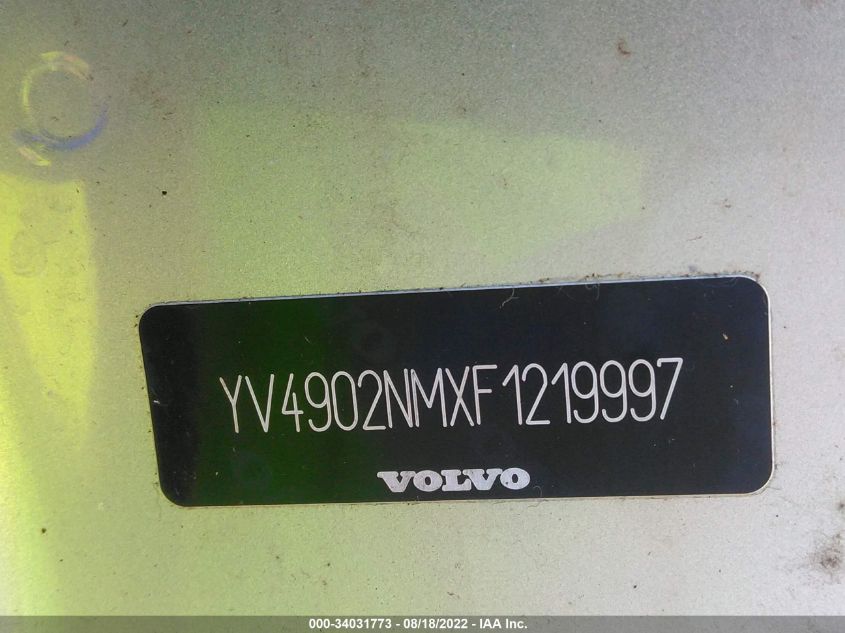 YV4902NMXF1219997
VOLVO
000-34031773 - 08/18/2022 - IAA Inc.